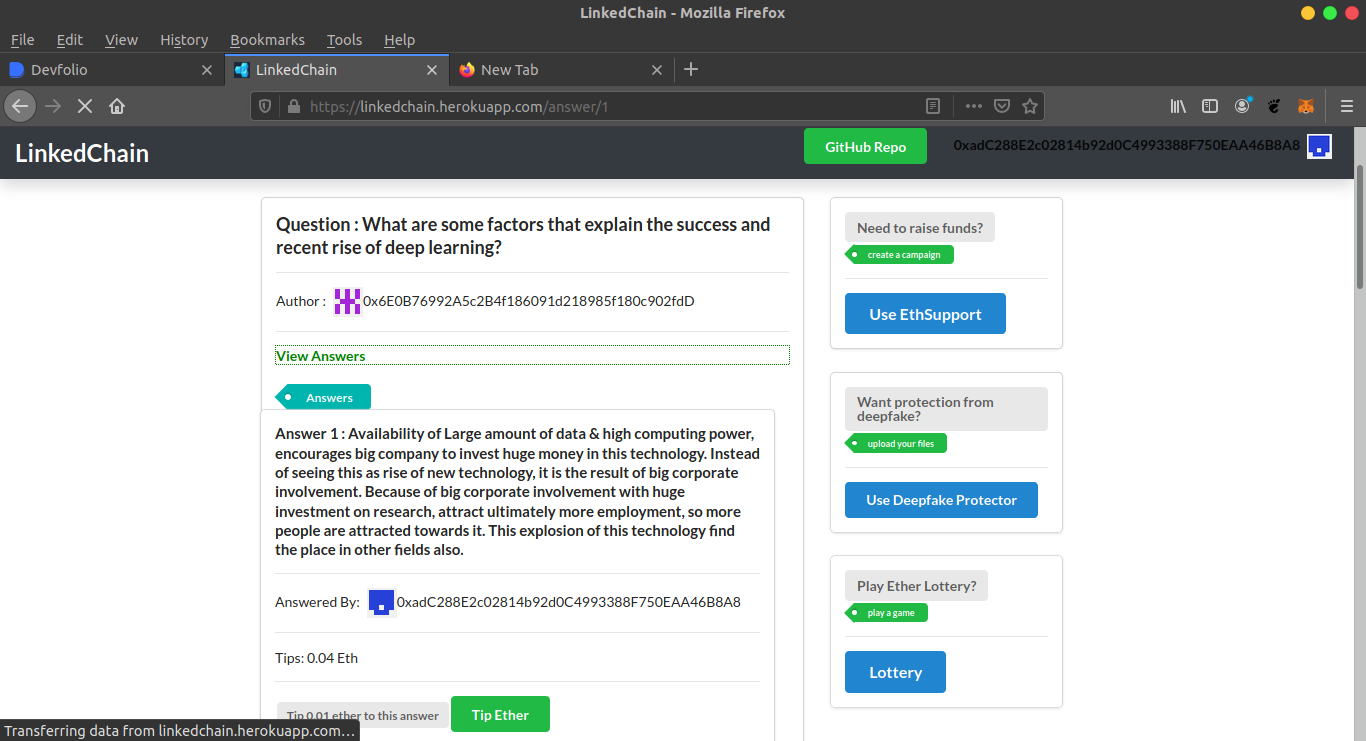 LinkedChain - Mozilla Firefox
File Edit View History Bookmarks Tools Help
Devfolio
LinkedChain
New Tab
https://linkedchain.herokuapp.com/answer/1
LinkedChain
GitHub Repo
0xadC288E2c02814b92d0C4993388F750EAA46B8A8
Question : What are some factors that explain the success and
recent rise of deep learning?
Author : 0x6E0B76992A5c2B4f186091d218985f180c902fdD
View Answers
Answers
Answer 1 : Availability of Large amount of data & high computing power,
encourages big company to invest huge money in this technology. Instead
of seeing this as rise of new technology, it is the result of big corporate
involvement. Because of big corporate involvement with huge
investment on research, attract ultimately more employment, so more
people are attracted towards it. This explosion of this technology find
the place in other fields also.
Answered By: 0xadC288E2c02814b92d0C4993388F750EAA46B8A8
Tips: 0.04 Eth
Tip 0.01 ether to this answer
Tip Ether
Need to raise funds?
create a campaign
Use EthSupport
Want protection from
deepfake?
upload your files
Use Deepfake Protector
Play Ether Lottery?
play a game
Lottery
Transferring data from linkedchain.herokuapp.com...